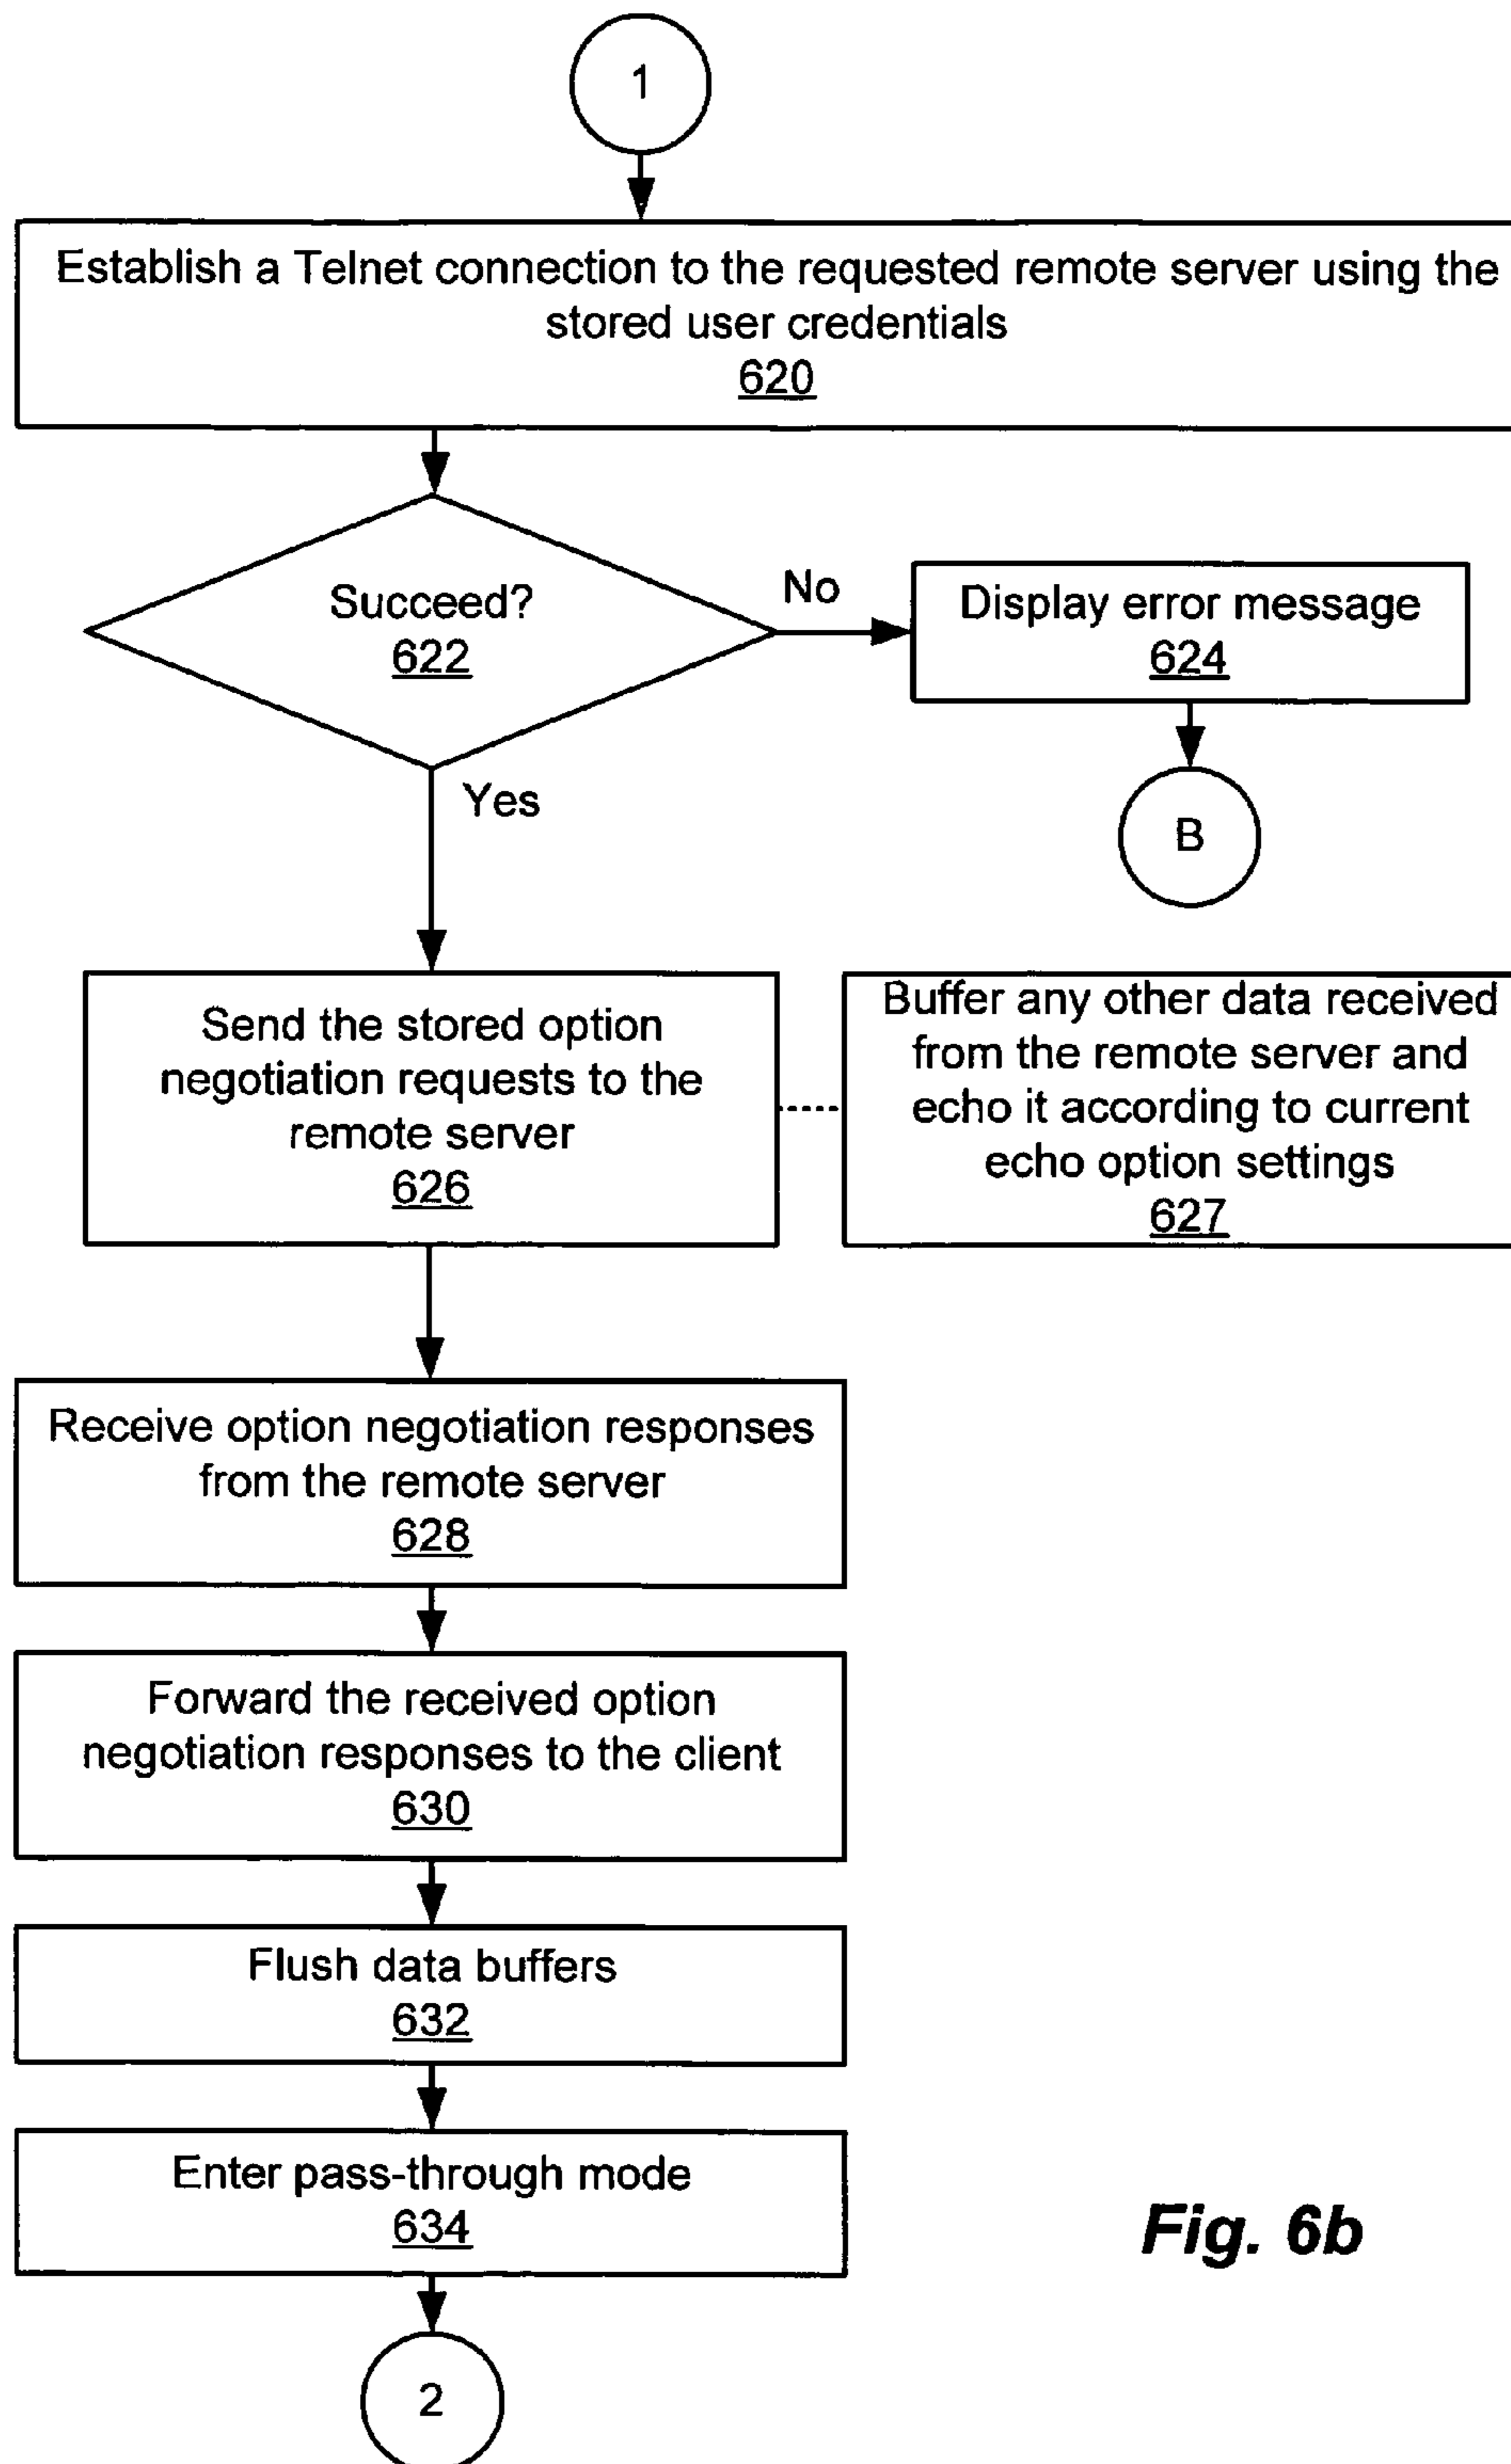 1
Establish a Telnet connection to the requested remote server using the
stored user credentials
620
Succeed?
622
No
Display error message
624
Yes
B
Send the stored option
negotiation requests to the
remote server
626
Buffer any other data received
from the remote server and
echo it according to current
echo option settings
627
Receive option negotiation responses
from the remote server
628
Forward the received option
negotiation responses to the client
630
Flush data buffers
632
Enter pass-through mode
634
Fig. 6b
2